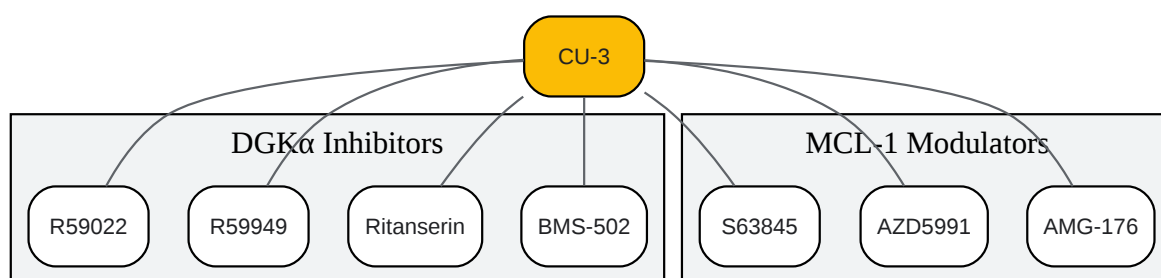 CU-3
DGKα Inhibitors
MCL-1 Modulators
R59022
R59949
Ritanserin
BMS-502
S63845
AZD5991
AMG-176